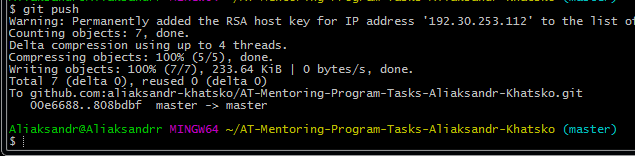 $ git push
Warning: Permanently added the RSA host key for IP address '192.30.253.112' to the list of
Counting objects: 7, done.
Delta compression using up to 4 threads.
Compressing objects: 100% (5/5), done.
Writing objects: 100% (7/7), 233.64 KiB | 0 bytes/s, done.
Total 7 (delta 0), reused 0 (delta 0)
To github.com:aliaksandr-khatsko/AT-Mentoring-Program-Tasks-Aliaksandr-Khatsko.git
00e6688..808bdbf master -> master
Aliaksandr@Aliaksandrr MINGW64 ~/AT-Mentoring-Program-Tasks-Aliaksandr-Khatsko (master)
$